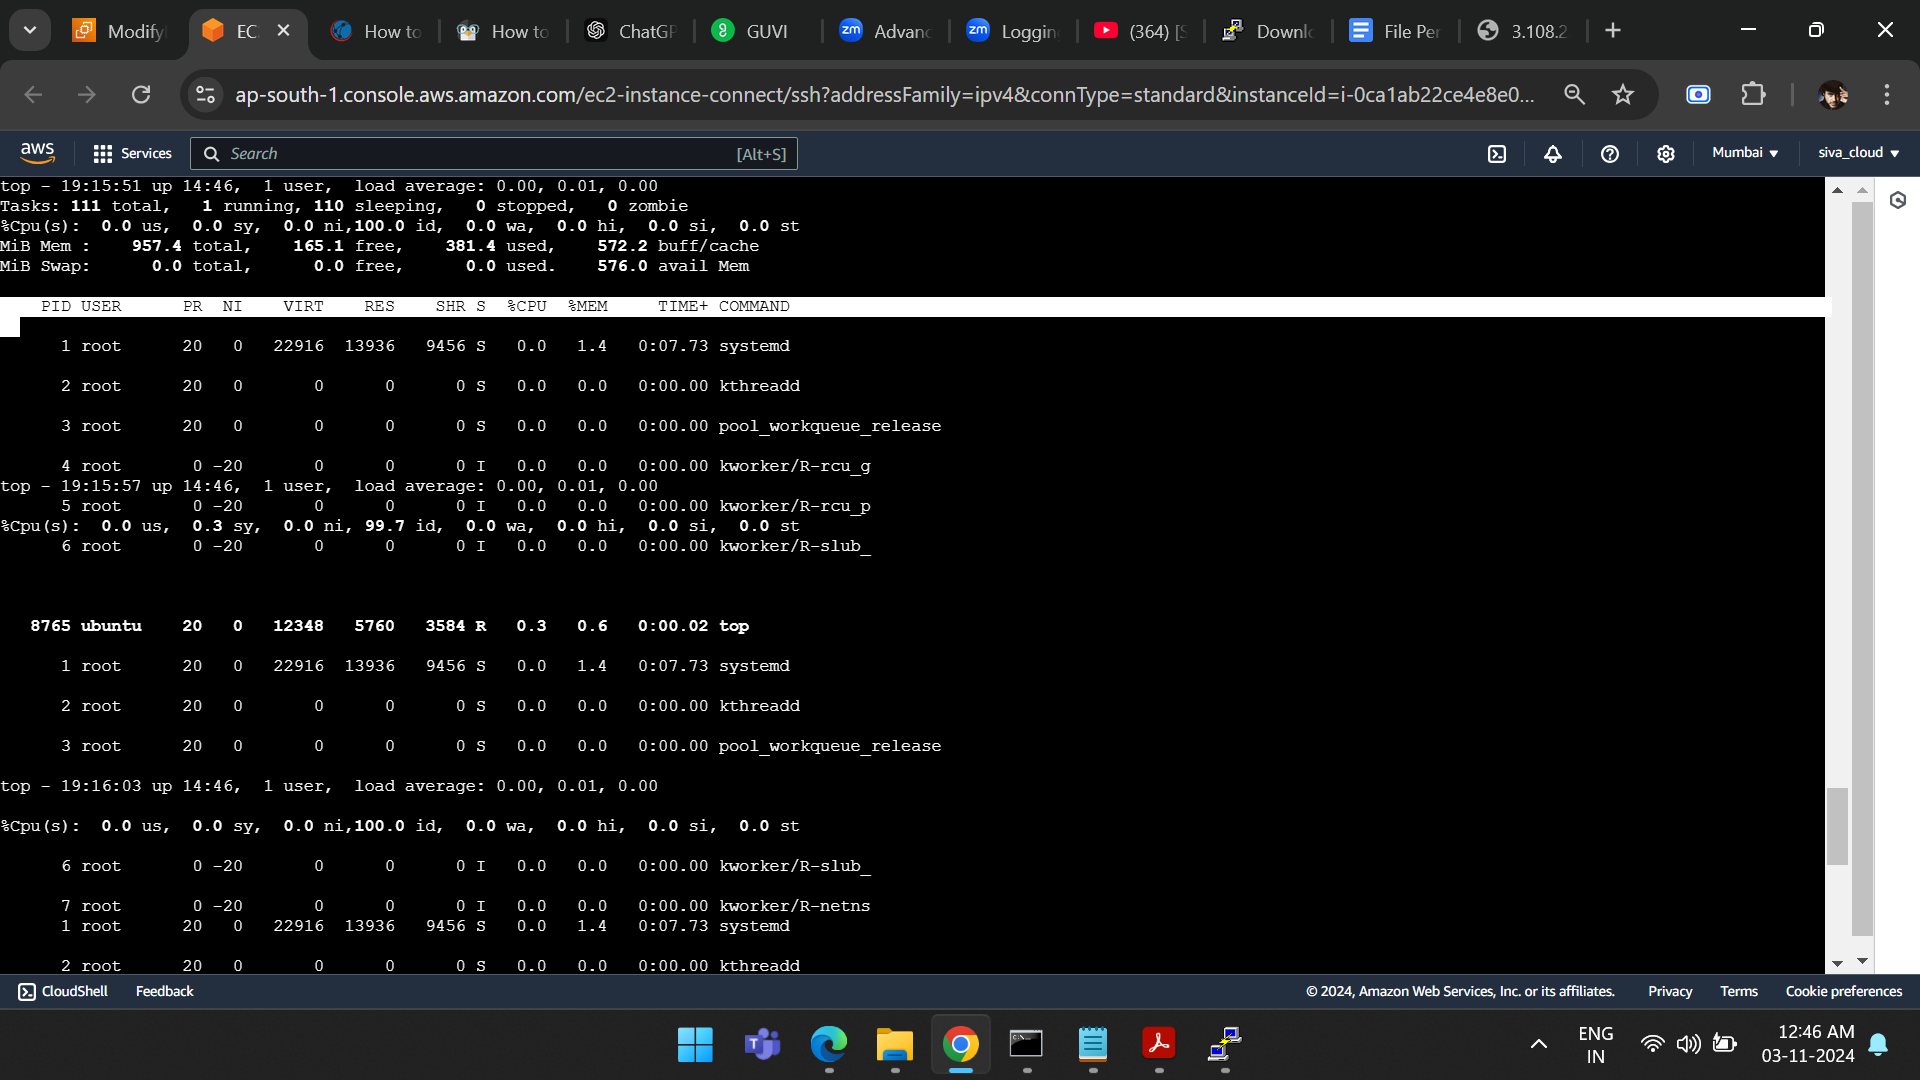 Modify
EC
How to
How to
ChatGP
GUVI
zm Advanc
zm Loggin
(364) [S
Downlo
File Per
3.108.2
ap-south-1.console.aws.amazon.com/ec2-instance-connect/ssh?addressFamily=ipv4&connType=standard&instanceId=i-0ca1ab22ce4e8e0...
aws Services Search [Alt+S] Mumbai siva_cloud
top - 19:15:51 up 14:46,  1 user,  load average: 0.00, 0.01, 0.00
Tasks: 111 total,   1 running, 110 sleeping,   0 stopped,   0 zombie
%Cpu(s):  0.0 us,  0.0 sy,  0.0 ni,100.0 id,  0.0 wa,  0.0 hi,  0.0 si,  0.0 st
MiB Mem :    957.4 total,    165.1 free,    381.4 used,    572.2 buff/cache
MiB Swap:      0.0 total,      0.0 free,      0.0 used.    576.0 avail Mem
PID USER      PR  NI    VIRT    RES    SHR S  %CPU  %MEM     TIME+ COMMAND
1 root      20   0   22916  13936   9456 S   0.0   1.4   0:07.73 systemd
2 root      20   0       0      0      0 S   0.0   0.0   0:00.00 kthreadd
3 root      20   0       0      0      0 S   0.0   0.0   0:00.00 pool_workqueue_release
4 root       0 -20       0      0      0 I   0.0   0.0   0:00.00 kworker/R-rcu_g
top - 19:15:57 up 14:46,  1 user,  load average: 0.00, 0.01, 0.00
5 root       0 -20       0      0      0 I   0.0   0.0   0:00.00 kworker/R-rcu_p
%Cpu(s):  0.0 us,  0.3 sy,  0.0 ni, 99.7 id,  0.0 wa,  0.0 hi,  0.0 si,  0.0 st
6 root       0 -20       0      0      0 I   0.0   0.0   0:00.00 kworker/R-slub_
8765 ubuntu    20   0   12348   5760   3584 R   0.3   0.6   0:00.02 top
1 root      20   0   22916  13936   9456 S   0.0   1.4   0:07.73 systemd
2 root      20   0       0      0      0 S   0.0   0.0   0:00.00 kthreadd
3 root      20   0       0      0      0 S   0.0   0.0   0:00.00 pool_workqueue_release
top - 19:16:03 up 14:46,  1 user,  load average: 0.00, 0.01, 0.00
%Cpu(s):  0.0 us,  0.0 sy,  0.0 ni,100.0 id,  0.0 wa,  0.0 hi,  0.0 si,  0.0 st
6 root       0 -20       0      0      0 I   0.0   0.0   0:00.00 kworker/R-slub_
7 root       0 -20       0      0      0 I   0.0   0.0   0:00.00 kworker/R-netns
1 root      20   0   22916  13936   9456 S   0.0   1.4   0:07.73 systemd
2 root      20   0       0      0      0 S   0.0   0.0   0:00.00 kthreadd
CloudShell Feedback © 2024, Amazon Web Services, Inc. or its affiliates. Privacy Terms Cookie preferences
ENG 12:46 AM
IN 03-11-2024